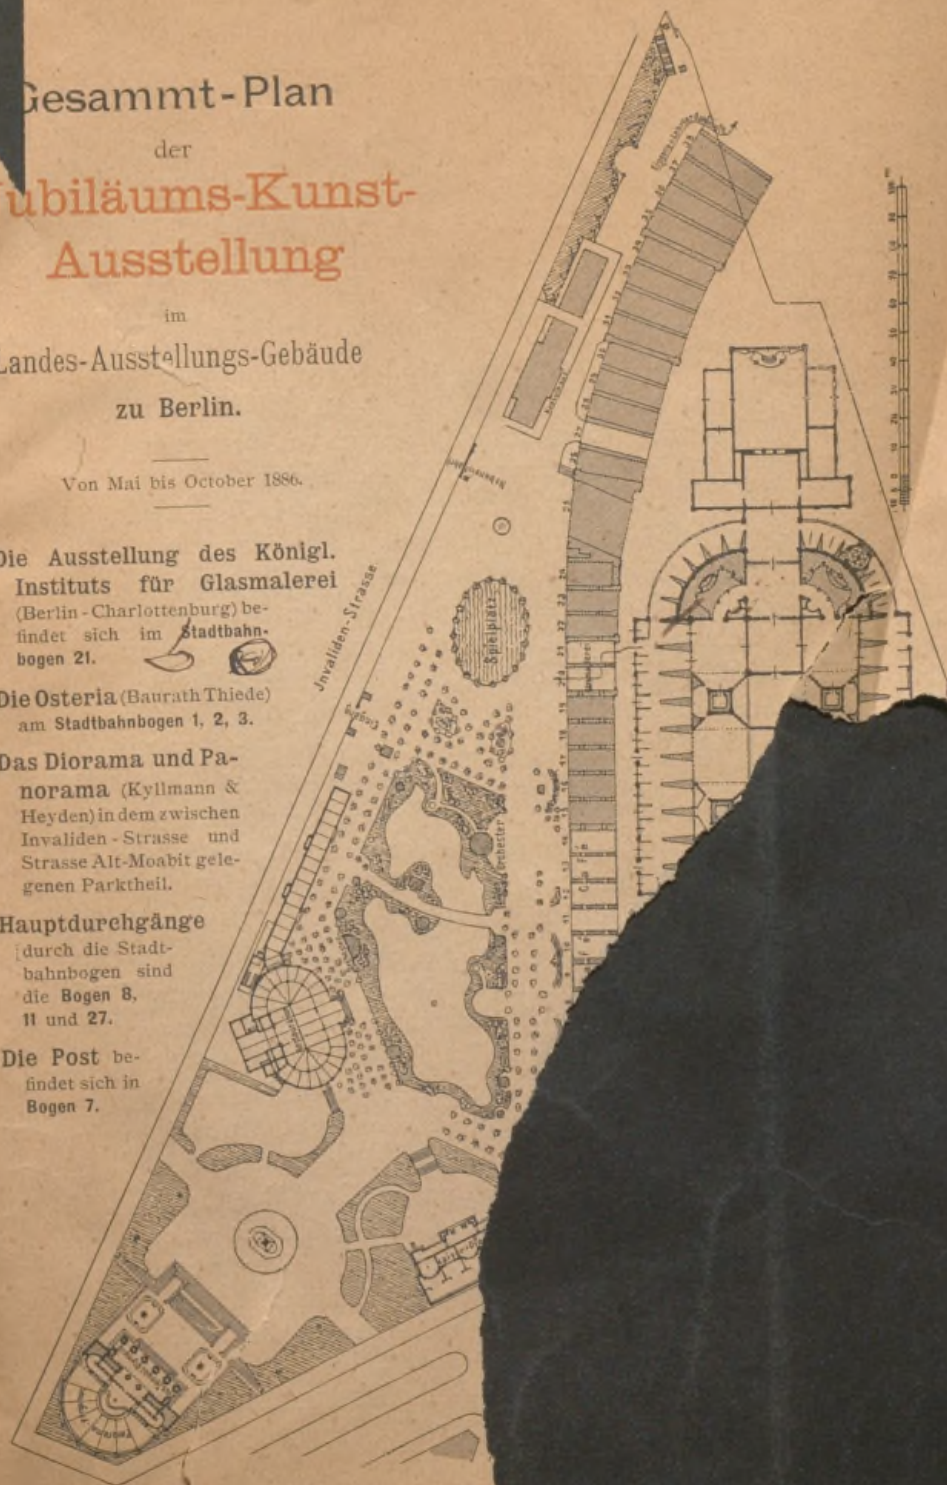 Gesammt-Plan
der
Jubiläums-Kunst-
Ausstellung
im
Landes-Ausstellungs-Gebäude
zu Berlin.
Von Mai bis October 1886.
Die Ausstellung des Königl.
Instituts für Glasmalerei
(Berlin-Charlottenburg) be-
findet sich im Stadtbahn-
bogen 21.
Die Osteria (Baurath Thiede)
am Stadtbahnbogen 1, 2, 3.
Das Diorama und Pa-
norama (Kyllmann &
Heyden) in dem zwischen
Invaliden-Strasse und
Strasse Alt-Moabit gele-
genen Parktheil.
Hauptdurchgänge
durch die Stadt-
bahnbogen sind
die Bogen 8,
11 und 27.
Die Post be-
findet sich in
Bogen 7.
Invaliden-Strasse
Spielplatz
Orchester